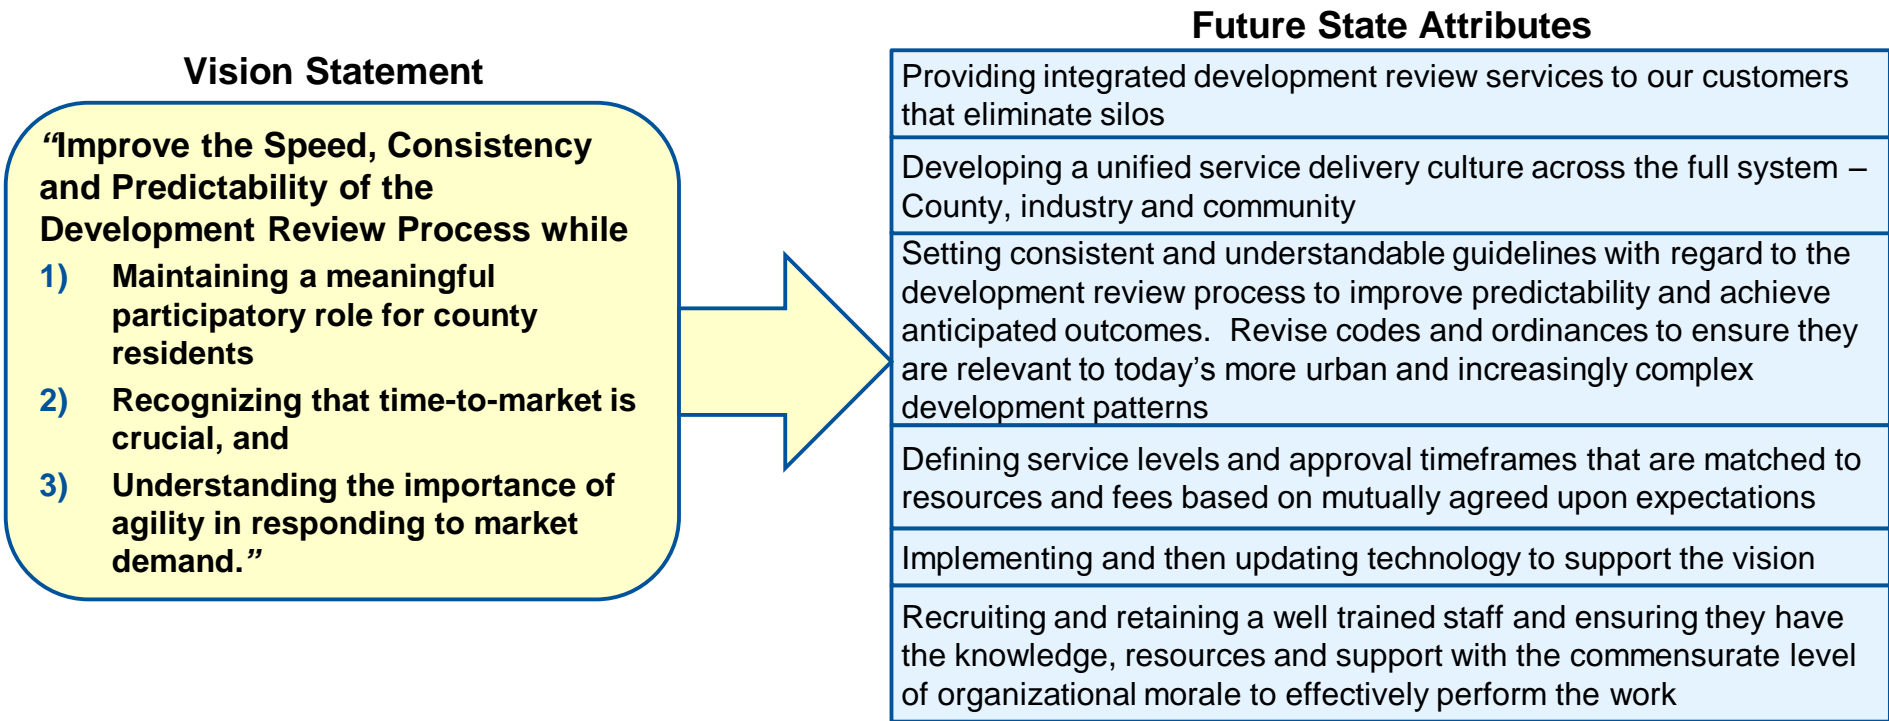 Vision Statement
“Improve the Speed, Consistency
and Predictability of the
Development Review Process while
1) Maintaining a meaningful
participatory role for county
residents
2) Recognizing that time-to-market is
crucial, and
3) Understanding the importance of
agility in responding to market
demand.”
Future State Attributes
Providing integrated development review services to our customers
that eliminate silos
Developing a unified service delivery culture across the full system –
County, industry and community
Setting consistent and understandable guidelines with regard to the
development review process to improve predictability and achieve
anticipated outcomes.  Revise codes and ordinances to ensure they
are relevant to today’s more urban and increasingly complex
development patterns
Defining service levels and approval timeframes that are matched to
resources and fees based on mutually agreed upon expectations
Implementing and then updating technology to support the vision
Recruiting and retaining a well trained staff and ensuring they have
the knowledge, resources and support with the commensurate level
of organizational morale to effectively perform the work